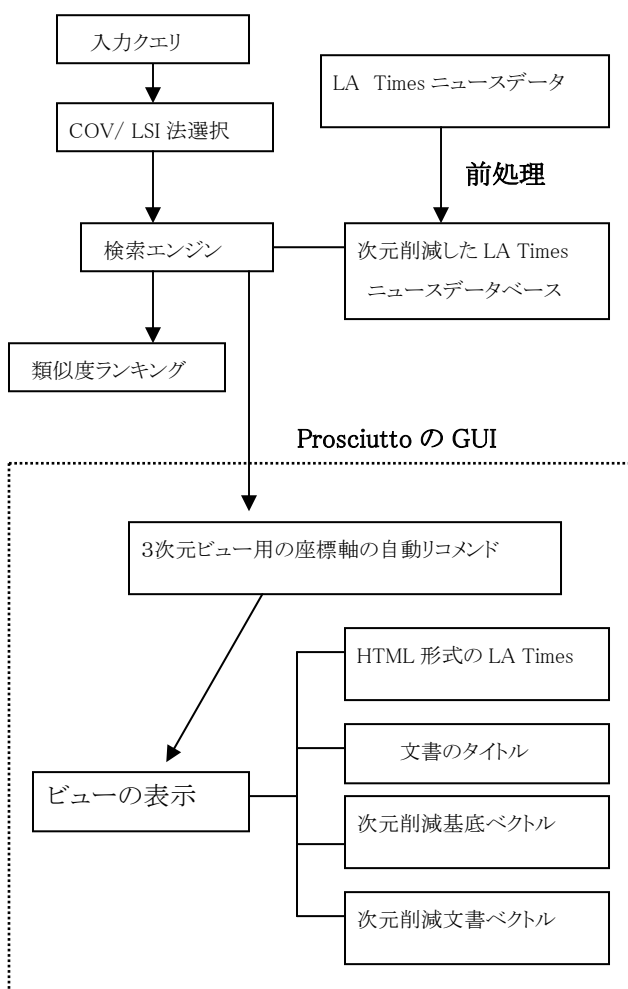 入力クエリ
LA Times ニュースデータ
COV/ LSI 法選択
前処理
検索エンジン
次元削減した LA Times
ニュースデータベース
類似度ランキング
Prosciutto の GUI
3次元ビュー用の座標軸の自動リコメンド
HTML 形式の LA Times
文書のタイトル
ビューの表示
次元削減基底ベクトル
次元削減文書ベクトル